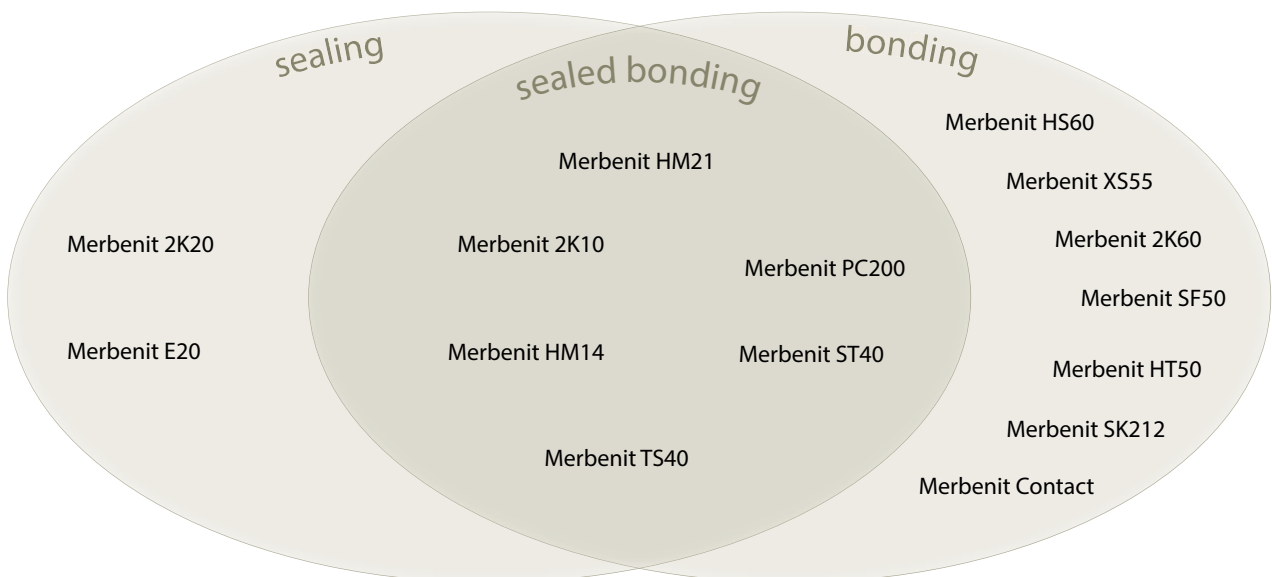 sealing
sealed bonding
bonding
Merbenit HS60
Merbenit HM21
Merbenit XS55
Merbenit 2K20
Merbenit 2K10
Merbenit 2K60
Merbenit PC200
Merbenit SF50
Merbenit E20
Merbenit HM14
Merbenit ST40
Merbenit HT50
Merbenit SK212
Merbenit TS40
Merbenit Contact